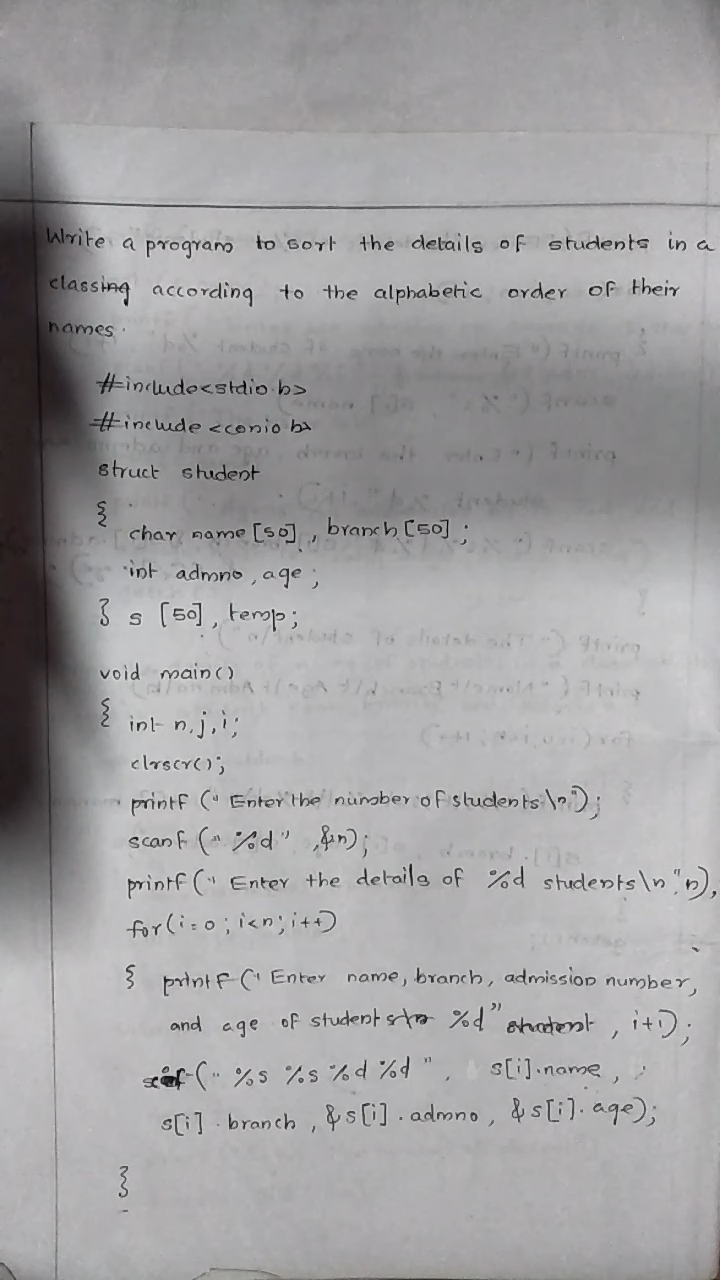 Write a program to sort the details of students in a
class according to the alphabetic order of their
names.
#include<stdio.h>
#include <conio.h>
struct student
{
char name [50], branch [50];
int admno, age;
} s [50], temp;
void main()
{ int n,j,i;
clrscr();
printf (" Enter the number of students \n");
scanf (" %d" ,&n);
printf (" Enter the details of %d students\n",n),
for(i=0; i<n; i++)
{ printf (" Enter name, branch, admission number,
and age of student %d" , i+1);
(" %s %s %d %d ", s[i].name ,
s[i].branch , &s[i].admno, &s[i].age);
}